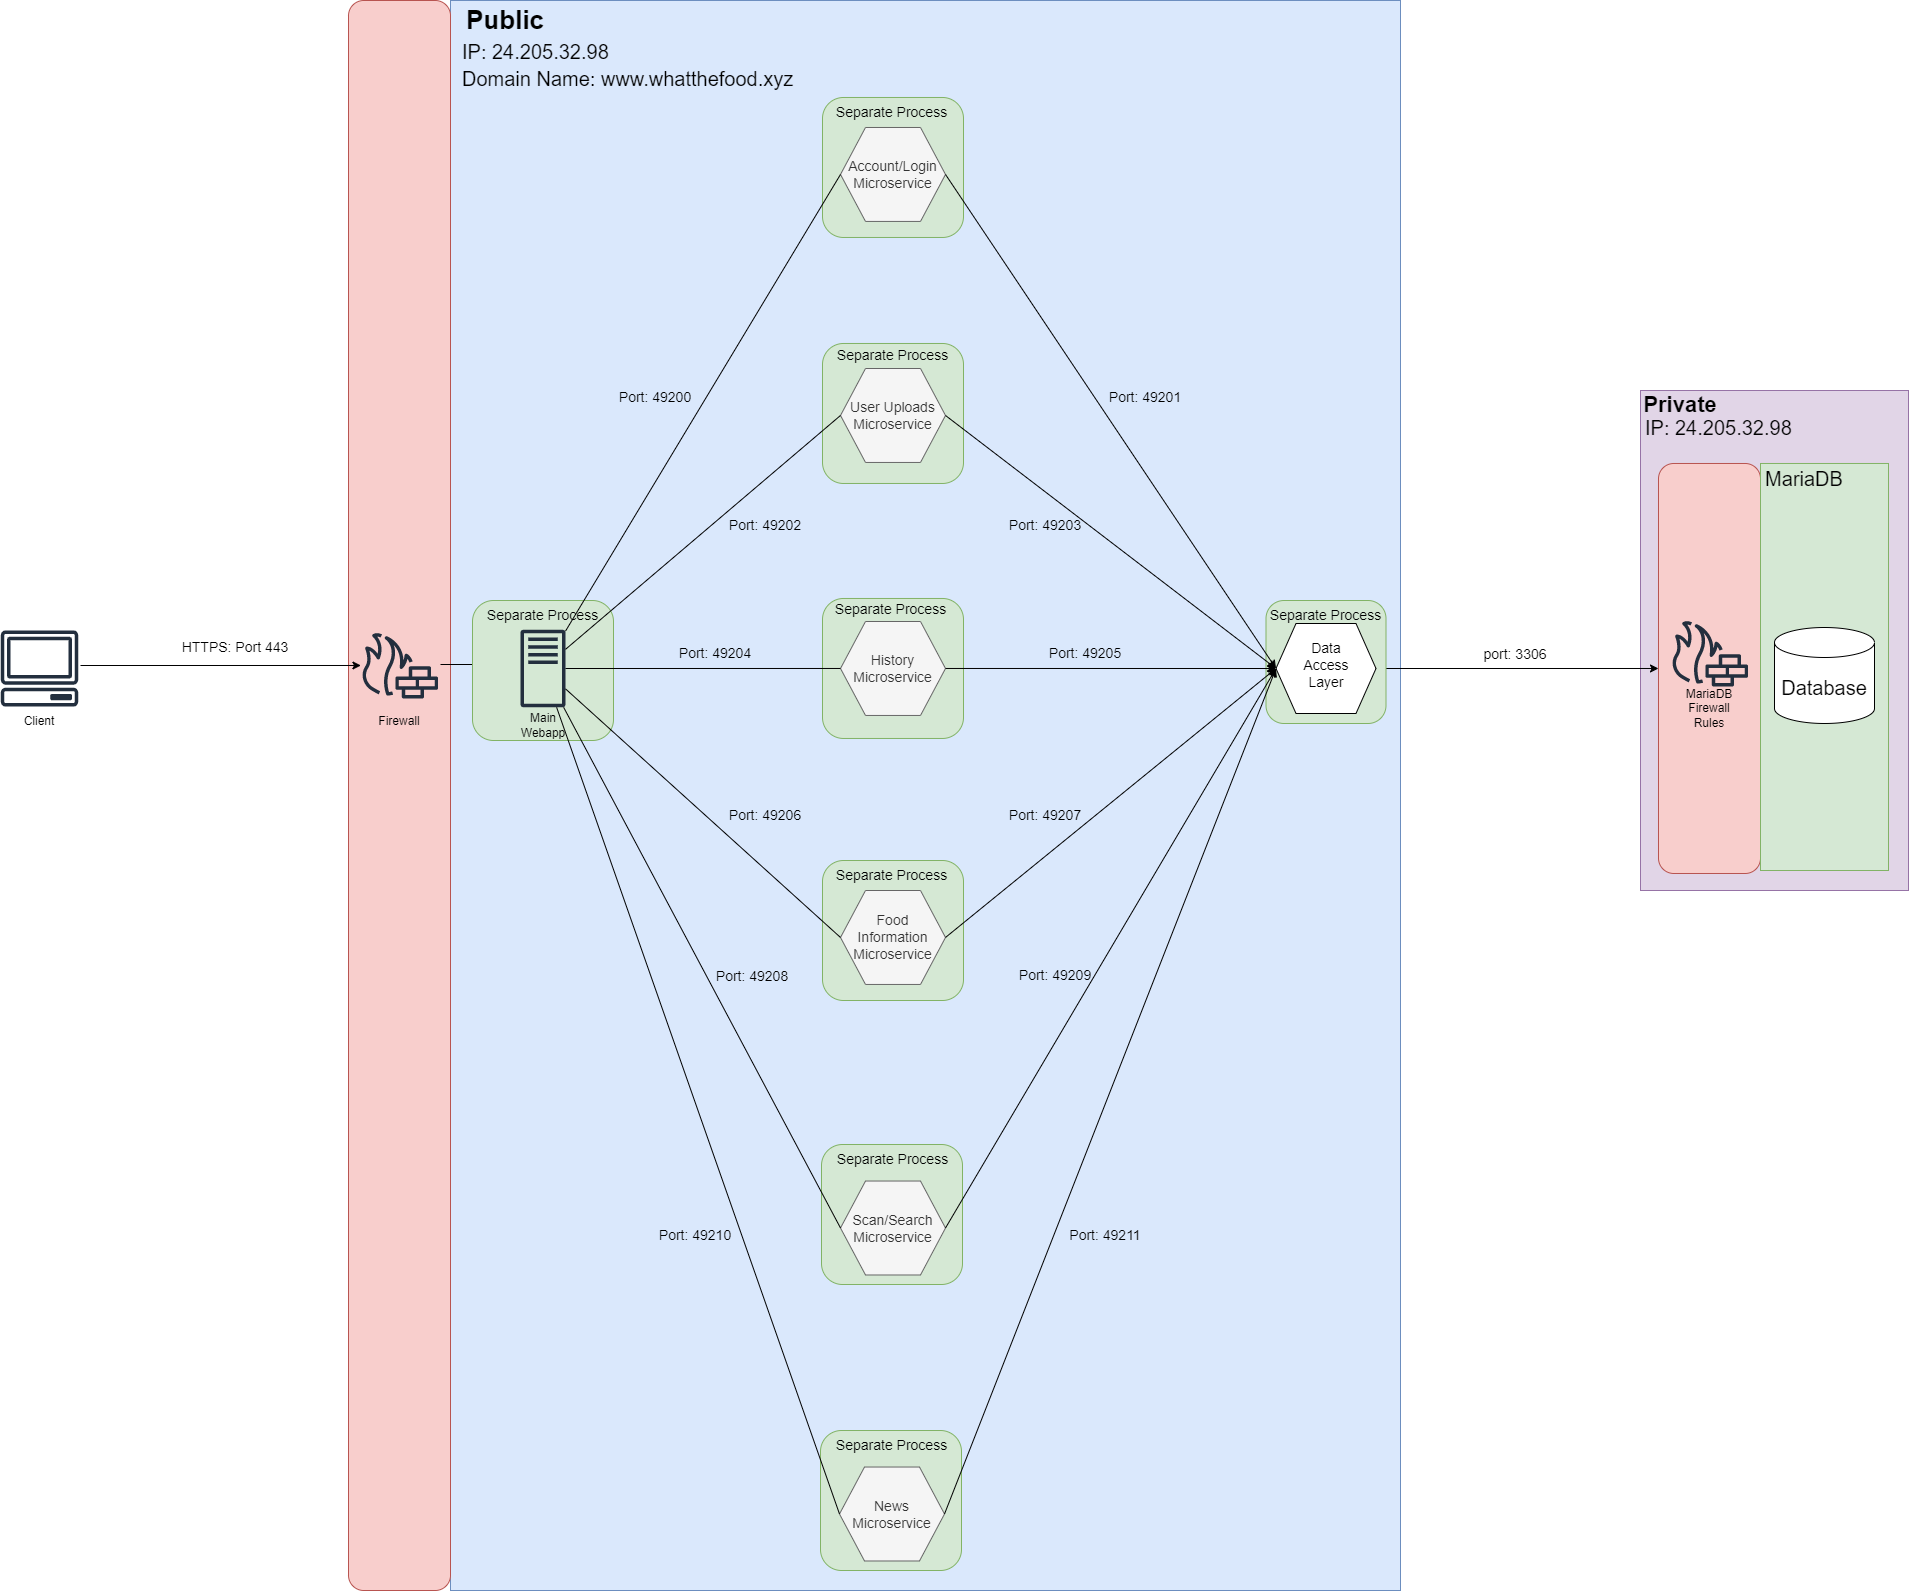 Public
IP: 24.205.32.98
Domain Name: www.whatthefood.xyz
Separate Process
Account/Login
Microservice
Port: 49200
Port: 49201
Separate Process
User Uploads
Microservice
Port: 49202
Port: 49203
Private
IP: 24.205.32.98
MariaDB
Client
HTTPS: Port 443
Firewall
Separate Process
Main
Webapp
Port: 49204
Separate Process
History
Microservice
Port: 49205
Separate Process
Data
Access
Layer
port: 3306
MariaDB
Firewall
Rules
Database
Port: 49206
Port: 49207
Separate Process
Food
Information
Microservice
Port: 49208
Port: 49209
Separate Process
Scan/Search
Microservice
Port: 49210
Port: 49211
Separate Process
News
Microservice